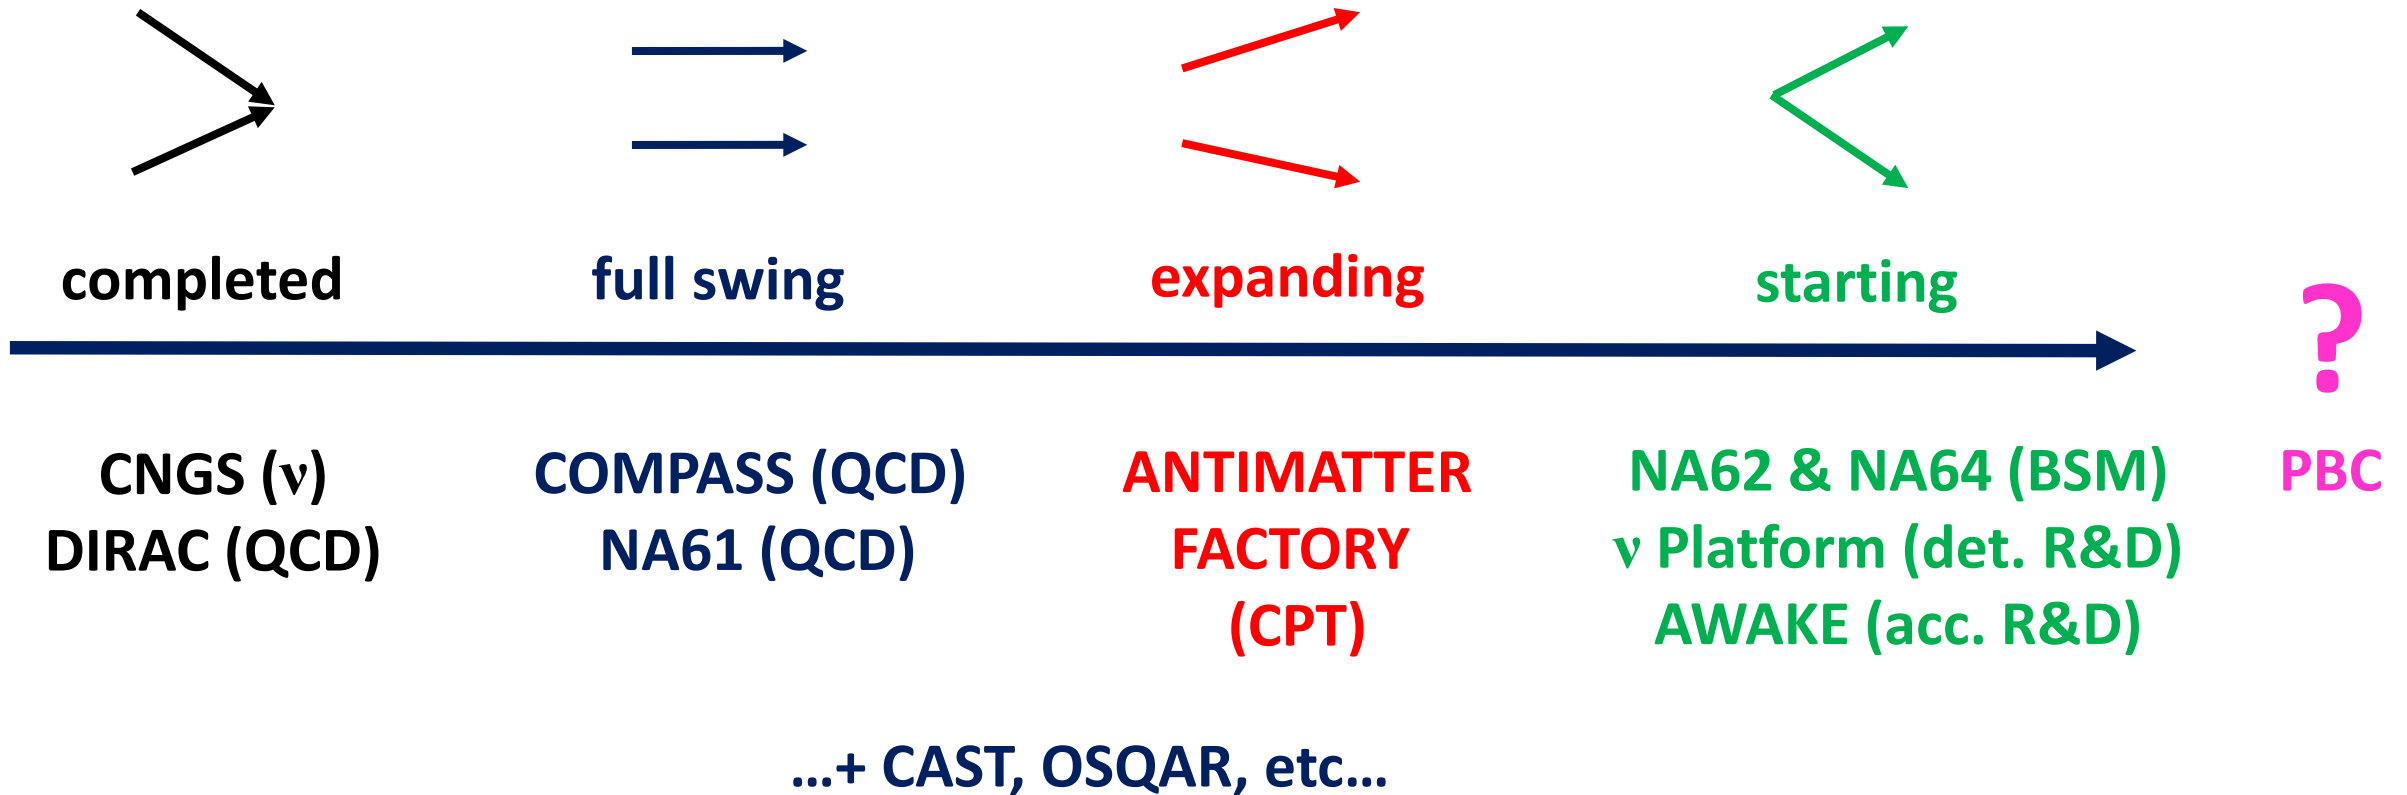 completed
full swing
expanding
starting
?
CNGS (ν)
DIRAC (QCD)
COMPASS (QCD)
NA61 (QCD)
ANTIMATTER
FACTORY
(CPT)
NA62 & NA64 (BSM)
ν Platform (det. R&D)
AWAKE (acc. R&D)
PBC
…+ CAST, OSQAR, etc…